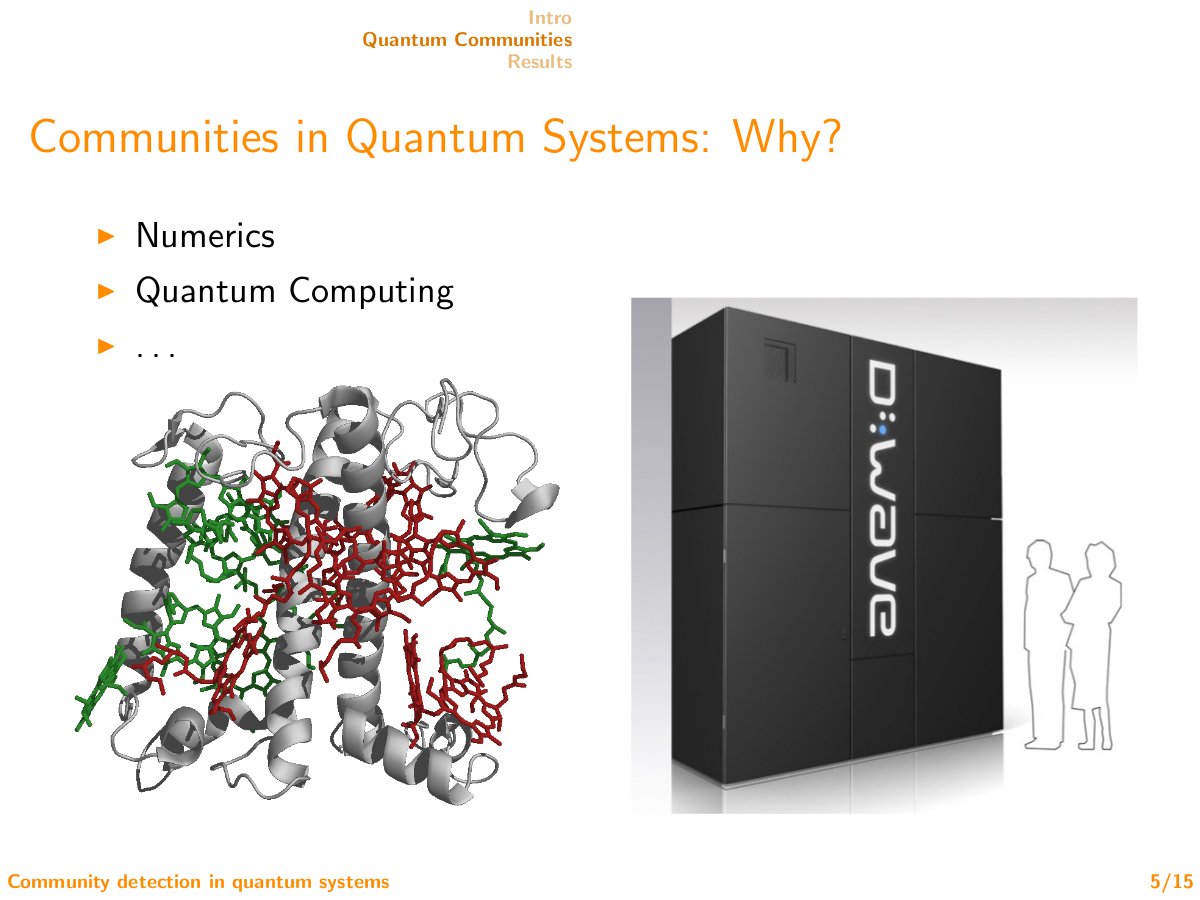 Intro
Quantum Communities
Results
Communities in Quantum Systems: Why?
Numerics
Quantum Computing
. . .
D:Wave
Community detection in quantum systems
5/15